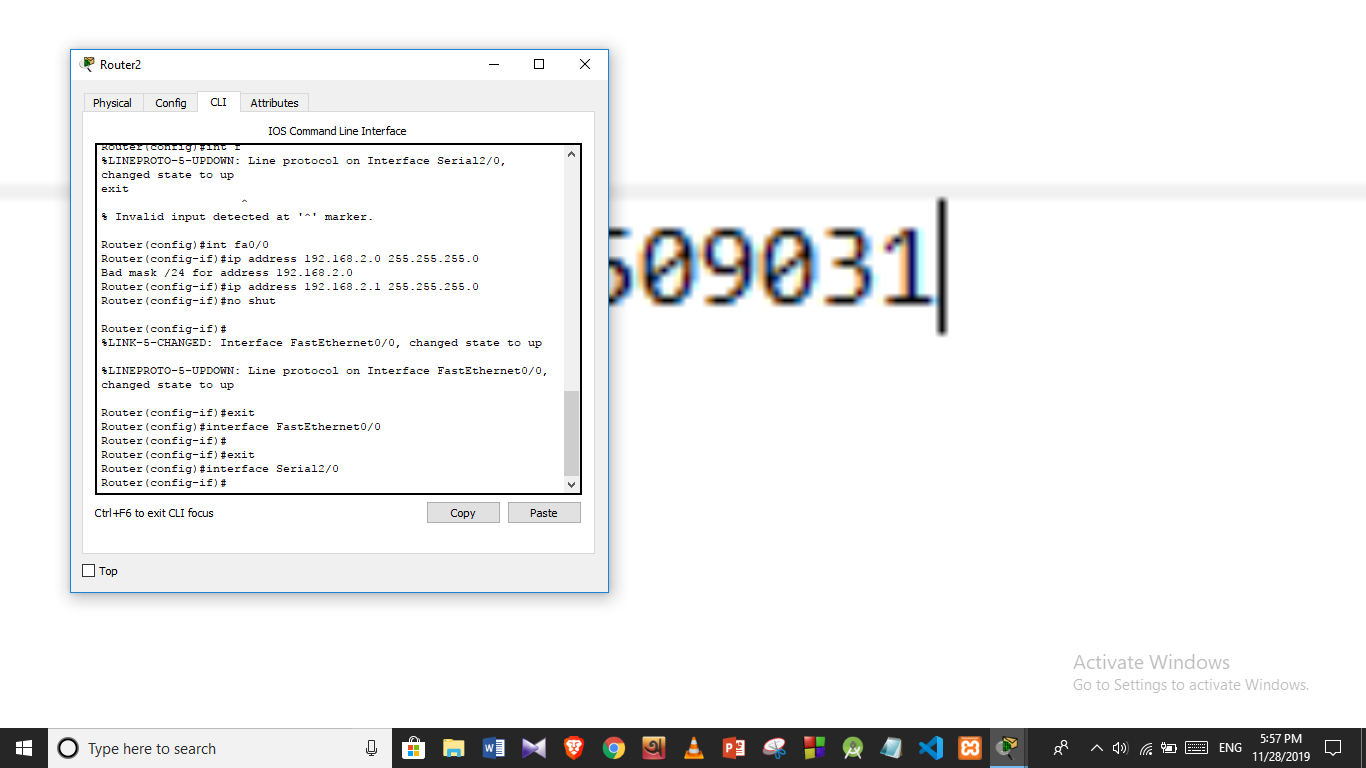 Router2
Physical Config CLI Attributes
IOS Command Line Interface
Router(config)#int f
%LINEPROTO-5-UPDOWN: Line protocol on Interface Serial2/0,
changed state to up
exit
^
% Invalid input detected at '^' marker.
Router(config)#int fa0/0
Router(config-if)#ip address 192.168.2.0 255.255.255.0
Bad mask /24 for address 192.168.2.0
Router(config-if)#ip address 192.168.2.1 255.255.255.0
Router(config-if)#no shut
Router(config-if)#
%LINK-5-CHANGED: Interface FastEthernet0/0, changed state to up
%LINEPROTO-5-UPDOWN: Line protocol on Interface FastEthernet0/0,
changed state to up
Router(config-if)#exit
Router(config)#interface FastEthernet0/0
Router(config-if)#
Router(config-if)#exit
Router(config)#interface Serial2/0
Router(config-if)#
Ctrl+F6 to exit CLI focus
Copy Paste
Top
09031
Activate Windows
Go to Settings to activate Windows.
Type here to search
ENG
5:57 PM
11/28/2019